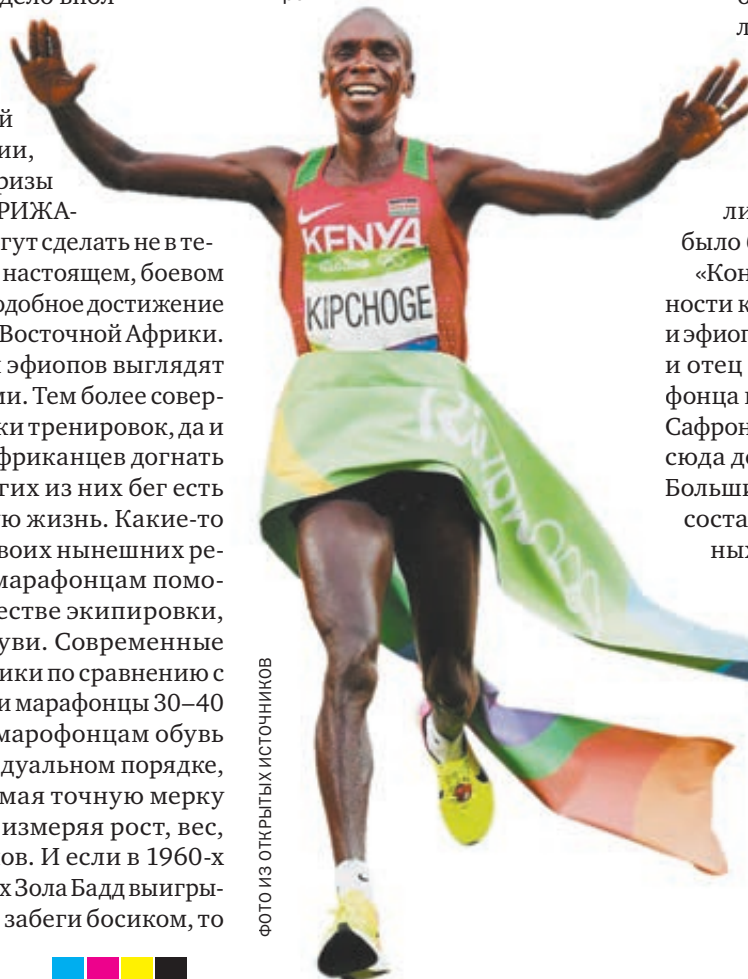 дело впол
й
ии,
ризы
РИЖА-
гут сделать не в те-
настоящем, боевом
одобное достижение
Восточной Африки.
эфиопов выглядят
ми. Тем более совер-
ки тренировок, да и
фриканцев догнать
гих из них бег есть
ю жизнь. Какие-то
воих нынешних ре-
марафонцам помо-
естве экипировки,
уви. Современные
ики по сравнению с
и марафонцы 30–40
марофонцам обувь
дуальном порядке,
мая точную мерку
измеряя рост, вес,
ов. И если в 1960-х
х Зола Бадд выигры-
забеги босиком, то
KENYA
KIPCHOGE
ФОТО ИЗ ОТКРЫТЫХ ИСТОЧНИКОВ
л
ли
было
«Кон
ности к
и эфиоп
и отец
фонца
Сафрон
сюда до
Больши
соста
ных